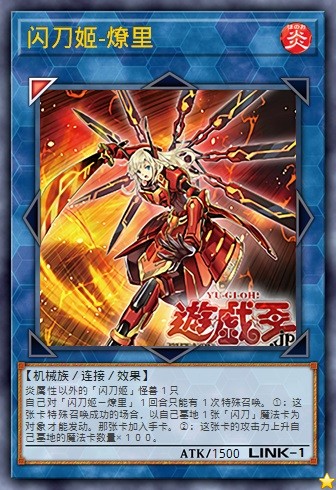 闪刀姬-燎里
炎
YU-GI-OH!
遊戯王
.JP
【机械族／连接／效果】
炎属性以外的「闪刀姬」怪兽１只
自己对「闪刀姬-燎里」１回合只能有１次特殊召唤。①：这
张卡特殊召唤成功的场合，以自己墓地１张「闪刀」魔法卡为
对象才能发动。那张卡加入手卡。②：这张卡的攻击力上升自
己墓地的魔法卡数量×１００。
ATK/1500 LINK-1